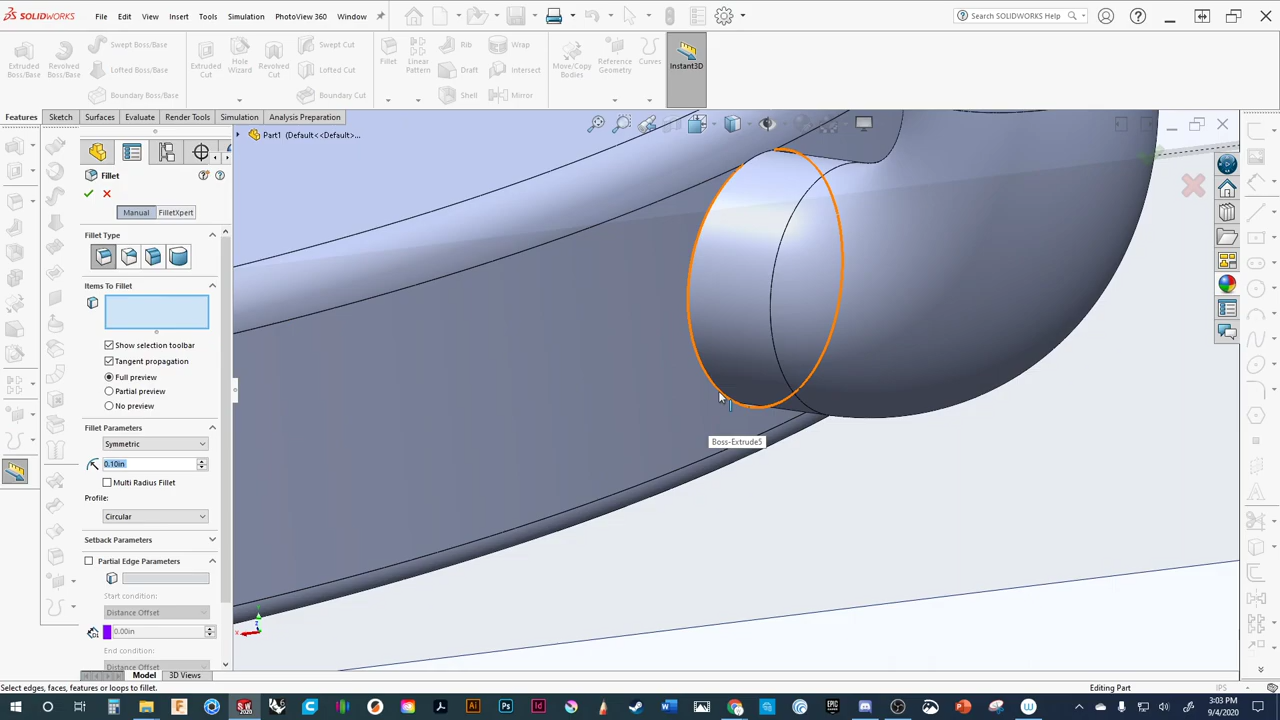 SOLIDWORKS
File Edit View Insert Tools Simulation PhotoView 360 Window
Search SOLIDWORKS Help
Extruded Boss/Base
Revolved Boss/Base
Swept Boss/Base
Lofted Boss/Base
Boundary Boss/Base
Extruded Cut
Hole Wizard
Revolved Cut
Swept Cut
Lofted Cut
Boundary Cut
Fillet
Linear Pattern
Rib
Draft
Shell
Wrap
Intersect
Mirror
Move/Copy Bodies
Reference Geometry
Curves
Instant3D
Features Sketch Surfaces Evaluate Render Tools Simulation Analysis Preparation
Part1 (Default<<Default>...
Fillet
Manual FilletXpert
Fillet Type
Items To Fillet
Show selection toolbar
Tangent propagation
Full preview
Partial preview
No preview
Fillet Parameters
Symmetric
0.10in
Multi Radius Fillet
Profile:
Circular
Setback Parameters
Partial Edge Parameters
Start condition:
Distance Offset
0.00in
End condition:
Distance Offset
Boss-Extrude5
Model 3D Views
Select edges, faces, features or loops to fillet.
Editing Part
IPS
3:03 PM
9/4/2020